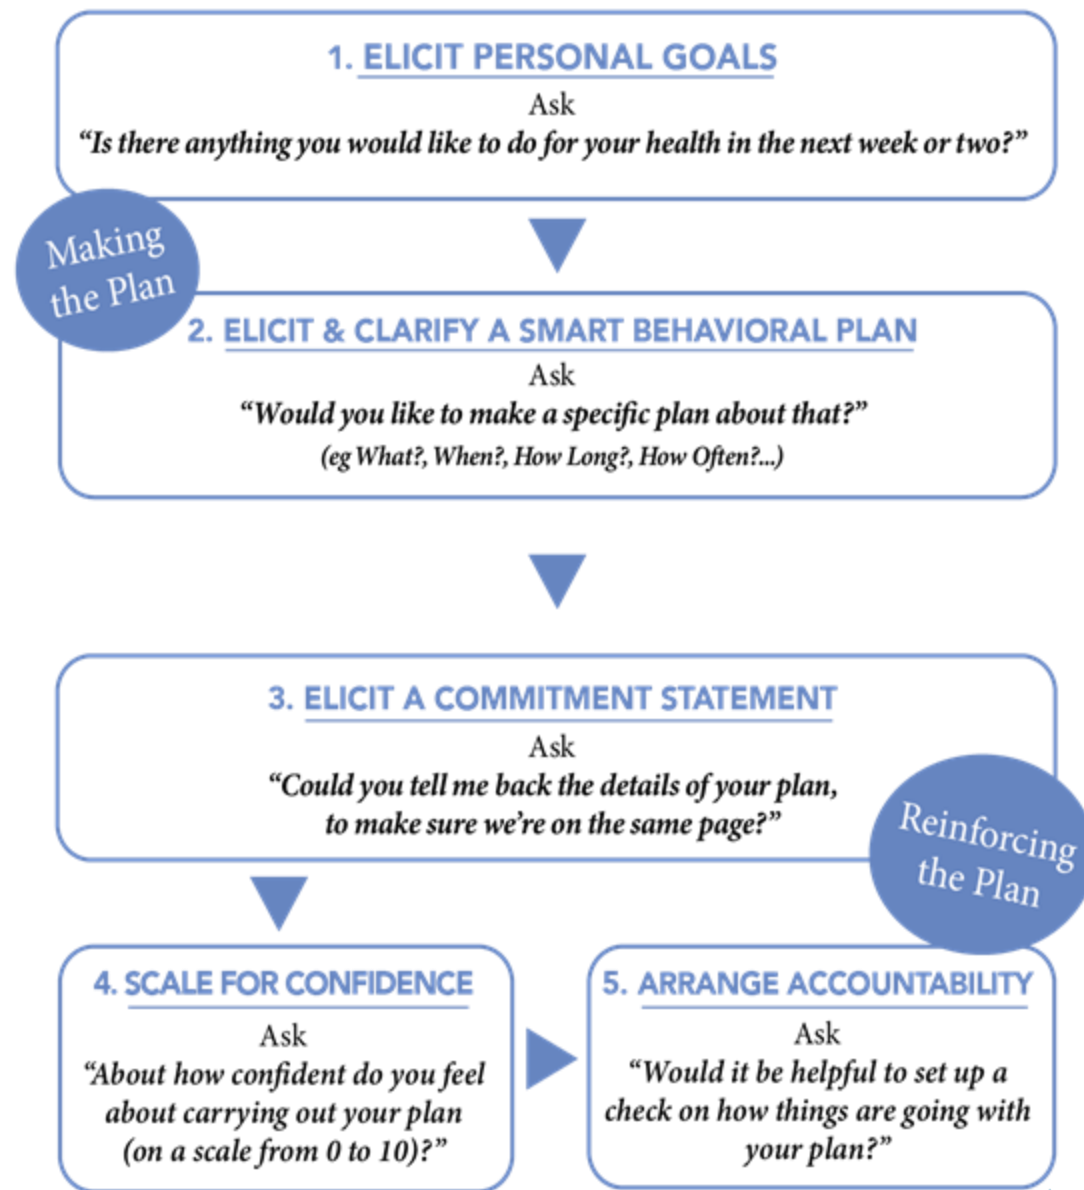 1. ELICIT PERSONAL GOALS
Ask
“Is there anything you would like to do for your health in the next week or two?”
Making
the Plan
2. ELICIT & CLARIFY A SMART BEHAVIORAL PLAN
Ask
“Would you like to make a specific plan about that?”
(eg What?, When?, How Long?, How Often?...)
3. ELICIT A COMMITMENT STATEMENT
Ask
“Could you tell me back the details of your plan,
to make sure we’re on the same page?”
Reinforcing
the Plan
4. SCALE FOR CONFIDENCE
Ask
“About how confident do you feel
about carrying out your plan
(on a scale from 0 to 10)?”
5. ARRANGE ACCOUNTABILITY
Ask
“Would it be helpful to set up a
check on how things are going with
your plan?”